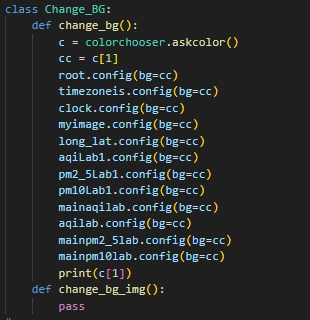 class Change_BG:
    def change_bg():
        c = colorchooser.askcolor()
        cc = c[1]
        root.config(bg=cc)
        timezoneis.config(bg=cc)
        clock.config(bg=cc)
        myimage.config(bg=cc)
        long_lat.config(bg=cc)
        aqiLab1.config(bg=cc)
        pm2_5Lab1.config(bg=cc)
        pm10Lab1.config(bg=cc)
        mainaqilab.config(bg=cc)
        aqilab.config(bg=cc)
        mainpm2_5lab.config(bg=cc)
        mainpm10lab.config(bg=cc)
        print(c[1])
    def change_bg_img():
        pass